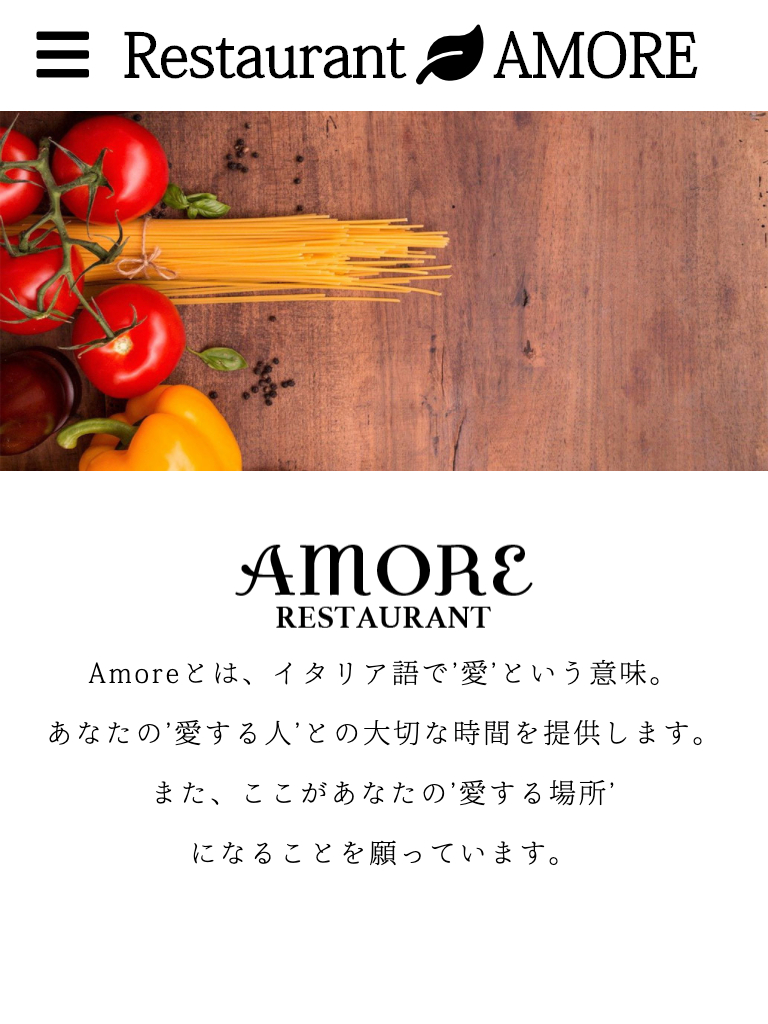 Restaurant AMORE
AMORE
RESTAURANT
Amoreとは、イタリア語で’愛’という意味。
あなたの’愛する人’との大切な時間を提供します。
また、ここがあなたの’愛する場所’
になることを願っています。